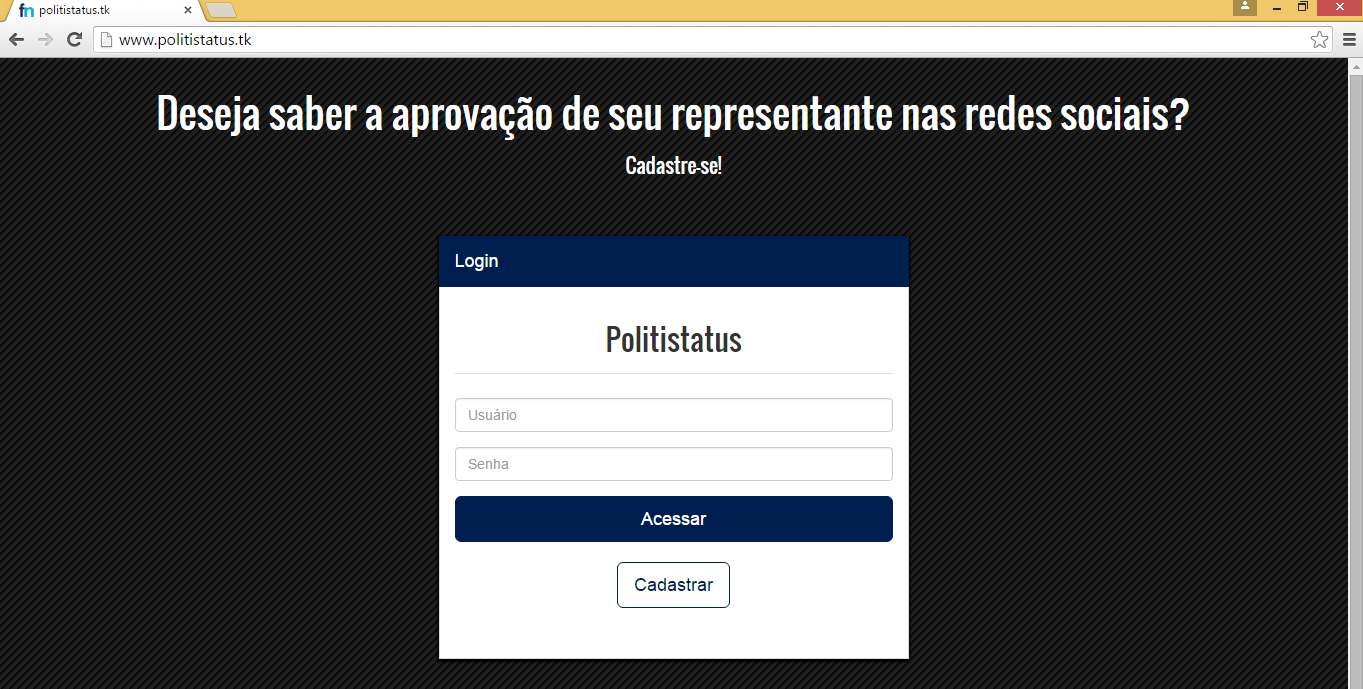 fn politistatus.tk
www.politistatus.tk
Deseja saber a aprovação de seu representante nas redes sociais?
Cadastre-se!
Login
Politistatus
Usuário
Senha
Acessar
Cadastrar